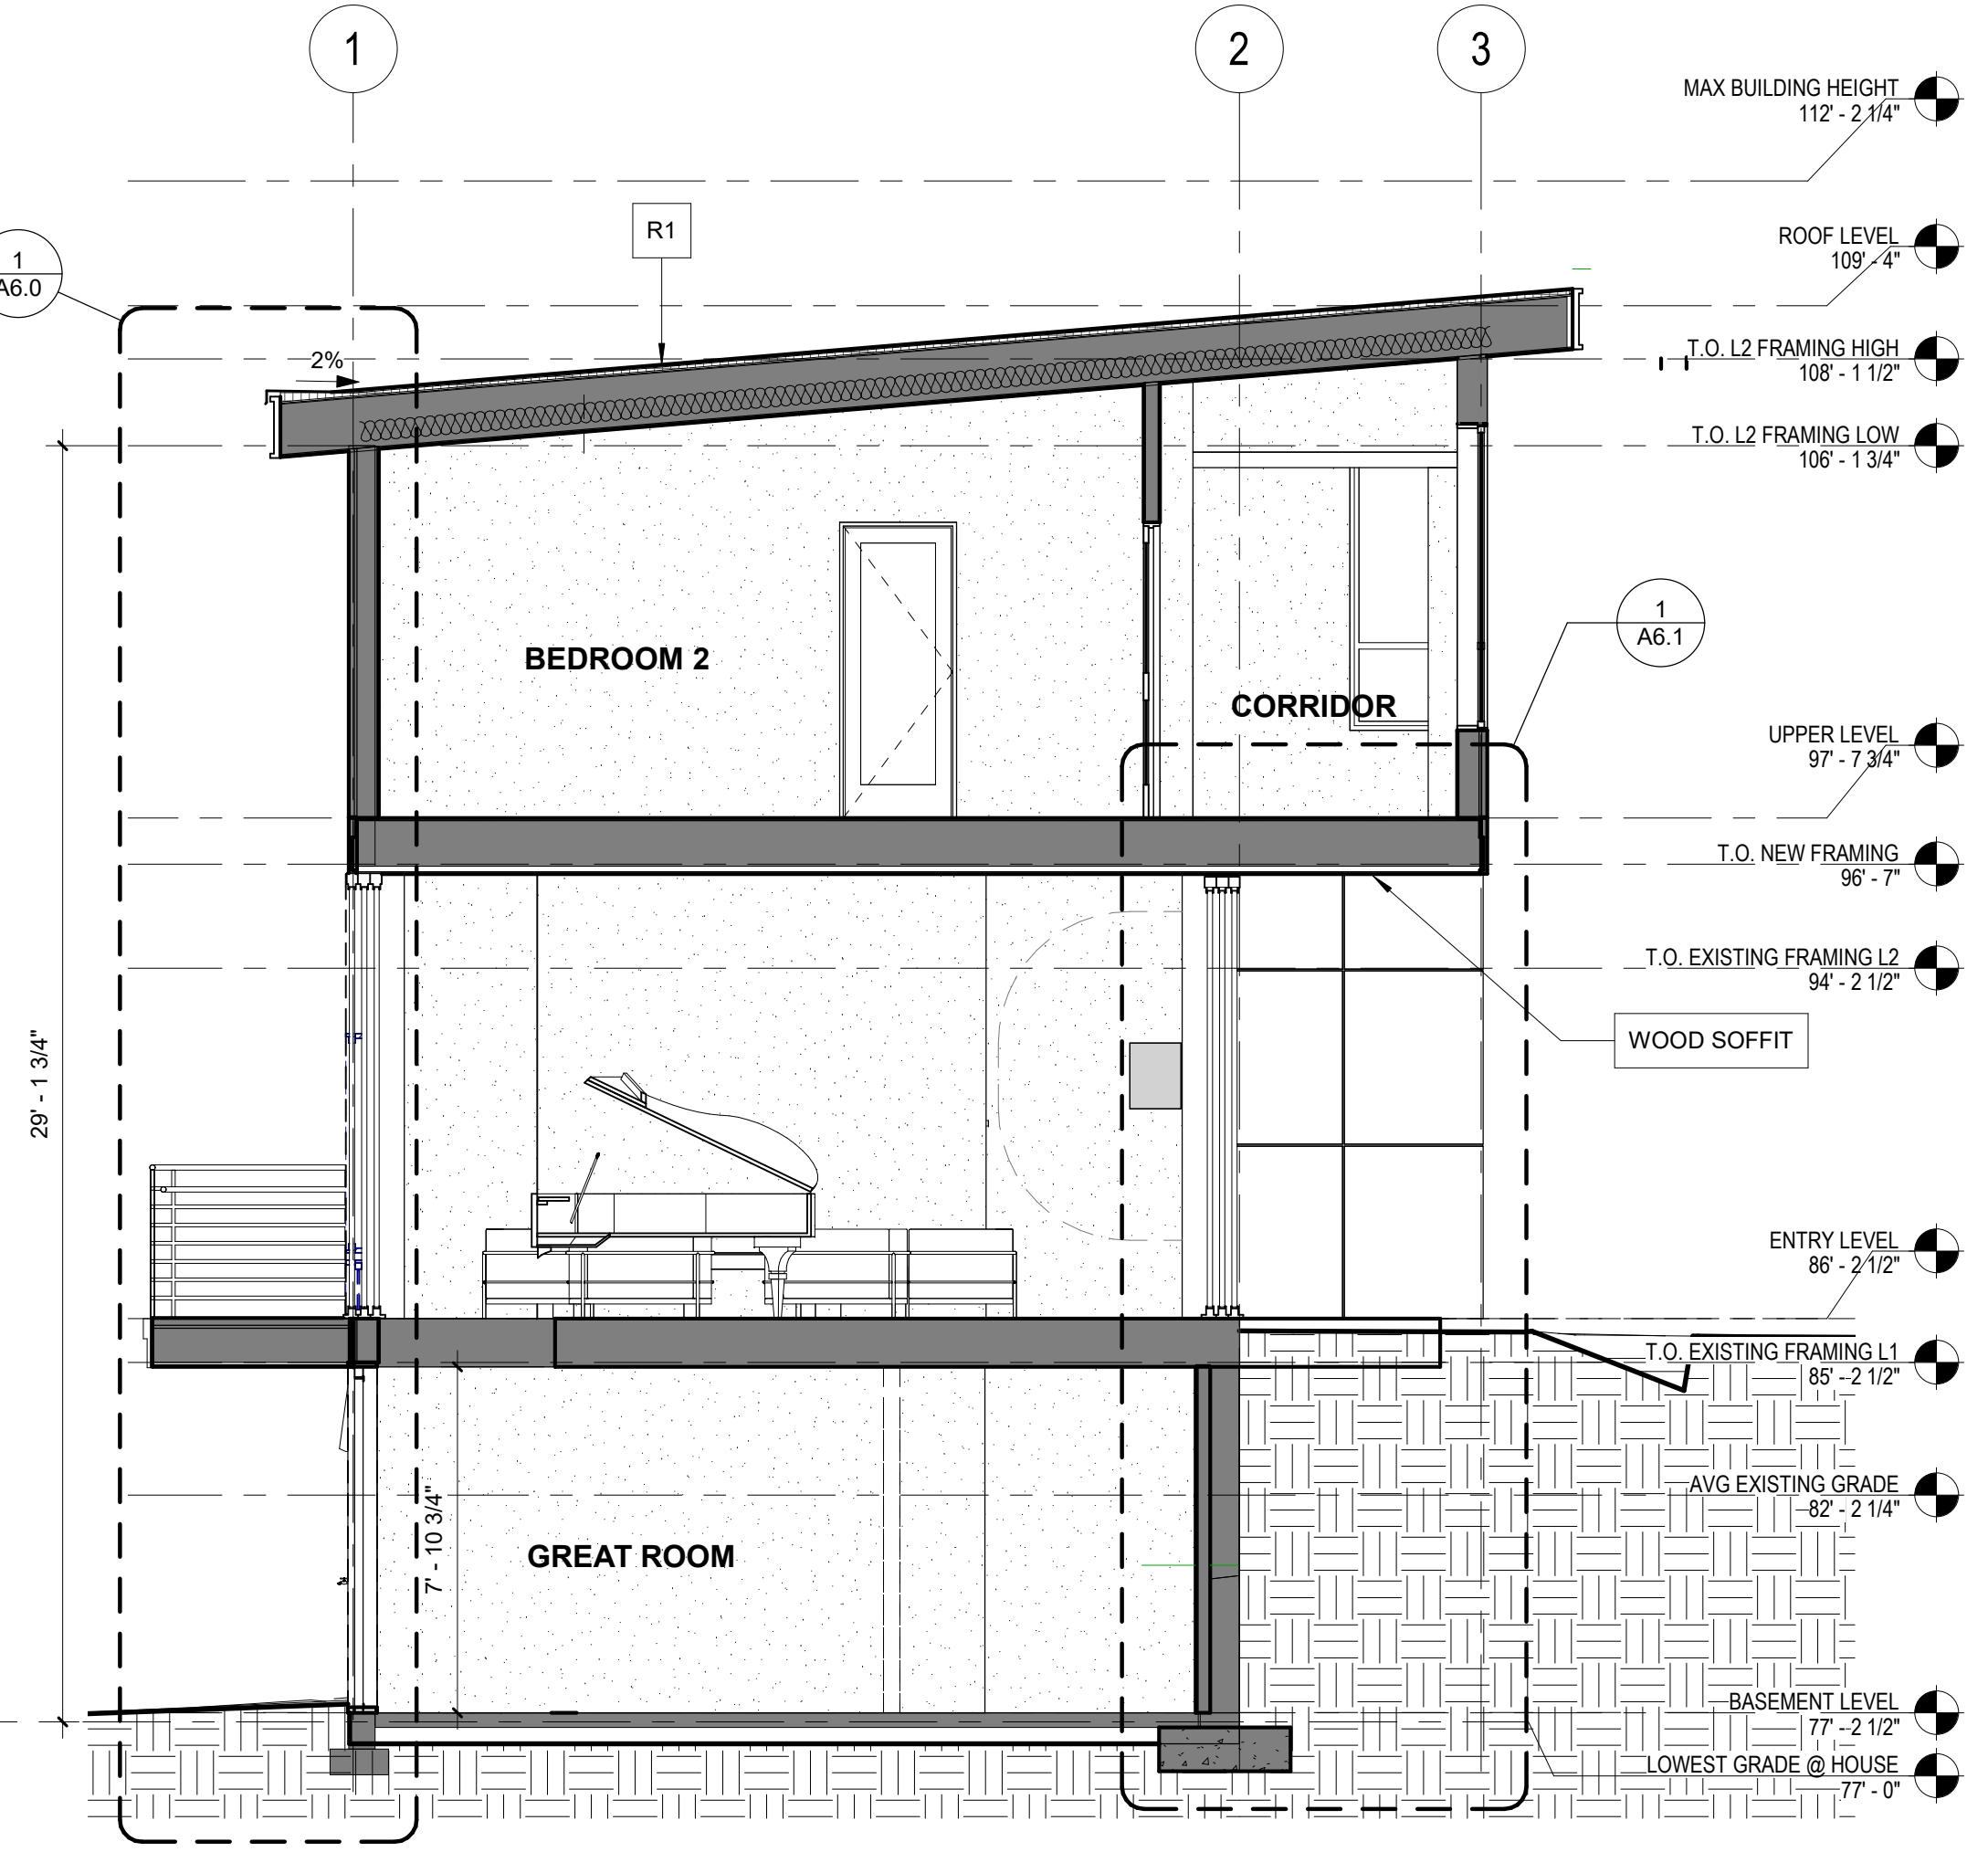 1
2
3
MAX BUILDING HEIGHT
112' - 2 1/4"
ROOF LEVEL
109' - 4"
R1
1
A6.0
2%
T.O. L2 FRAMING HIGH
108' - 1 1/2"
T.O. L2 FRAMING LOW
106' - 1 3/4"
1
A6.1
BEDROOM 2
CORRIDOR
UPPER LEVEL
97' - 7 3/4"
T.O. NEW FRAMING
96' - 7"
T.O. EXISTING FRAMING L2
94' - 2 1/2"
WOOD SOFFIT
29' - 1 3/4"
ENTRY LEVEL
86' - 2 1/2"
T.O. EXISTING FRAMING L1
85' - 2 1/2"
AVG EXISTING GRADE
82' - 2 1/4"
7' - 10 3/4"
GREAT ROOM
BASEMENT LEVEL
77' - 2 1/2"
LOWEST GRADE @ HOUSE
77' - 0"